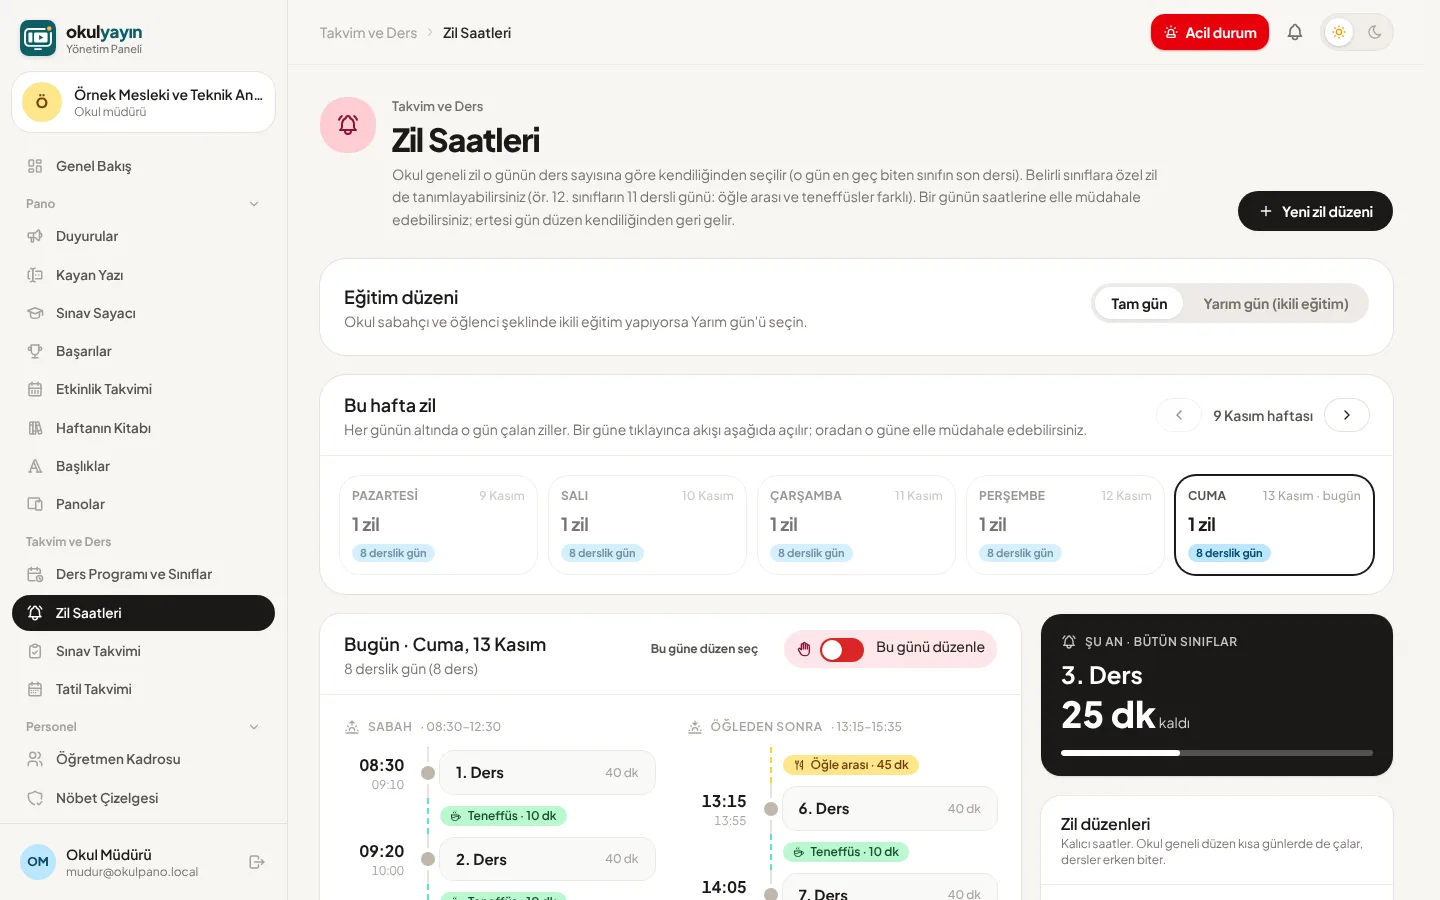 okulyayın
Yönetim Paneli
Ö
Örnek Mesleki ve Teknik An...
Okul müdürü
Genel Bakış
Pano
Duyurular
Kayan Yazı
Sınav Sayacı
Başarılar
Etkinlik Takvimi
Haftanın Kitabı
Başlıklar
Panolar
Takvim ve Ders
Ders Programı ve Sınıflar
Zil Saatleri
Sınav Takvimi
Tatil Takvimi
Personel
Öğretmen Kadrosu
Nöbet Çizelgesi
OM
Okul Müdürü
mudur@okulpano.local
Takvim ve Ders > Zil Saatleri
Acil durum
Takvim ve Ders
Zil Saatleri
Okul geneli zil o günün ders sayısına göre kendiliğinden seçilir (o gün en geç biten sınıfın son dersi). Belirli sınıflara özel zil
de tanımlayabilirsiniz (ör. 12. sınıfların 11 dersli günü: öğle arası ve teneffüsler farklı). Bir günün saatlerine elle müdahale
edebilirsiniz; ertesi gün düzen kendiliğinden geri gelir.
+ Yeni zil düzeni
Eğitim düzeni
Okul sabahçı ve öğlenci şeklinde ikili eğitim yapıyorsa Yarım gün'ü seçin.
Tam gün
Yarım gün (ikili eğitim)
Bu hafta zil
Her günün altında o gün çalan ziller. Bir güne tıklayınca akışı aşağıda açılır; oradan o güne elle müdahale edebilirsiniz.
9 Kasım haftası
PAZARTESİ 9 Kasım
1 zil
8 derslik gün
SALI 10 Kasım
1 zil
8 derslik gün
ÇARŞAMBA 11 Kasım
1 zil
8 derslik gün
PERŞEMBE 12 Kasım
1 zil
8 derslik gün
CUMA 13 Kasım · bugün
1 zil
8 derslik gün
Bugün · Cuma, 13 Kasım
8 derslik gün (8 ders)
Bu güne düzen seç
Bu günü düzenle
SABAH · 08:30–12:30
08:30
09:10
1. Ders 40 dk
Teneffüs · 10 dk
09:20
10:00
2. Ders 40 dk
Teneffüs · 10 dk
ÖĞLEDEN SONRA · 13:15–15:35
Öğle arası · 45 dk
13:15
13:55
6. Ders 40 dk
Teneffüs · 10 dk
14:05
7. Ders 40 dk
ŞU AN · BÜTÜN SINIFLAR
3. Ders
25 dk kaldı
Zil düzenleri
Kalıcı saatler. Okul geneli düzen kısa günlerde de çalar,
dersler erken biter.